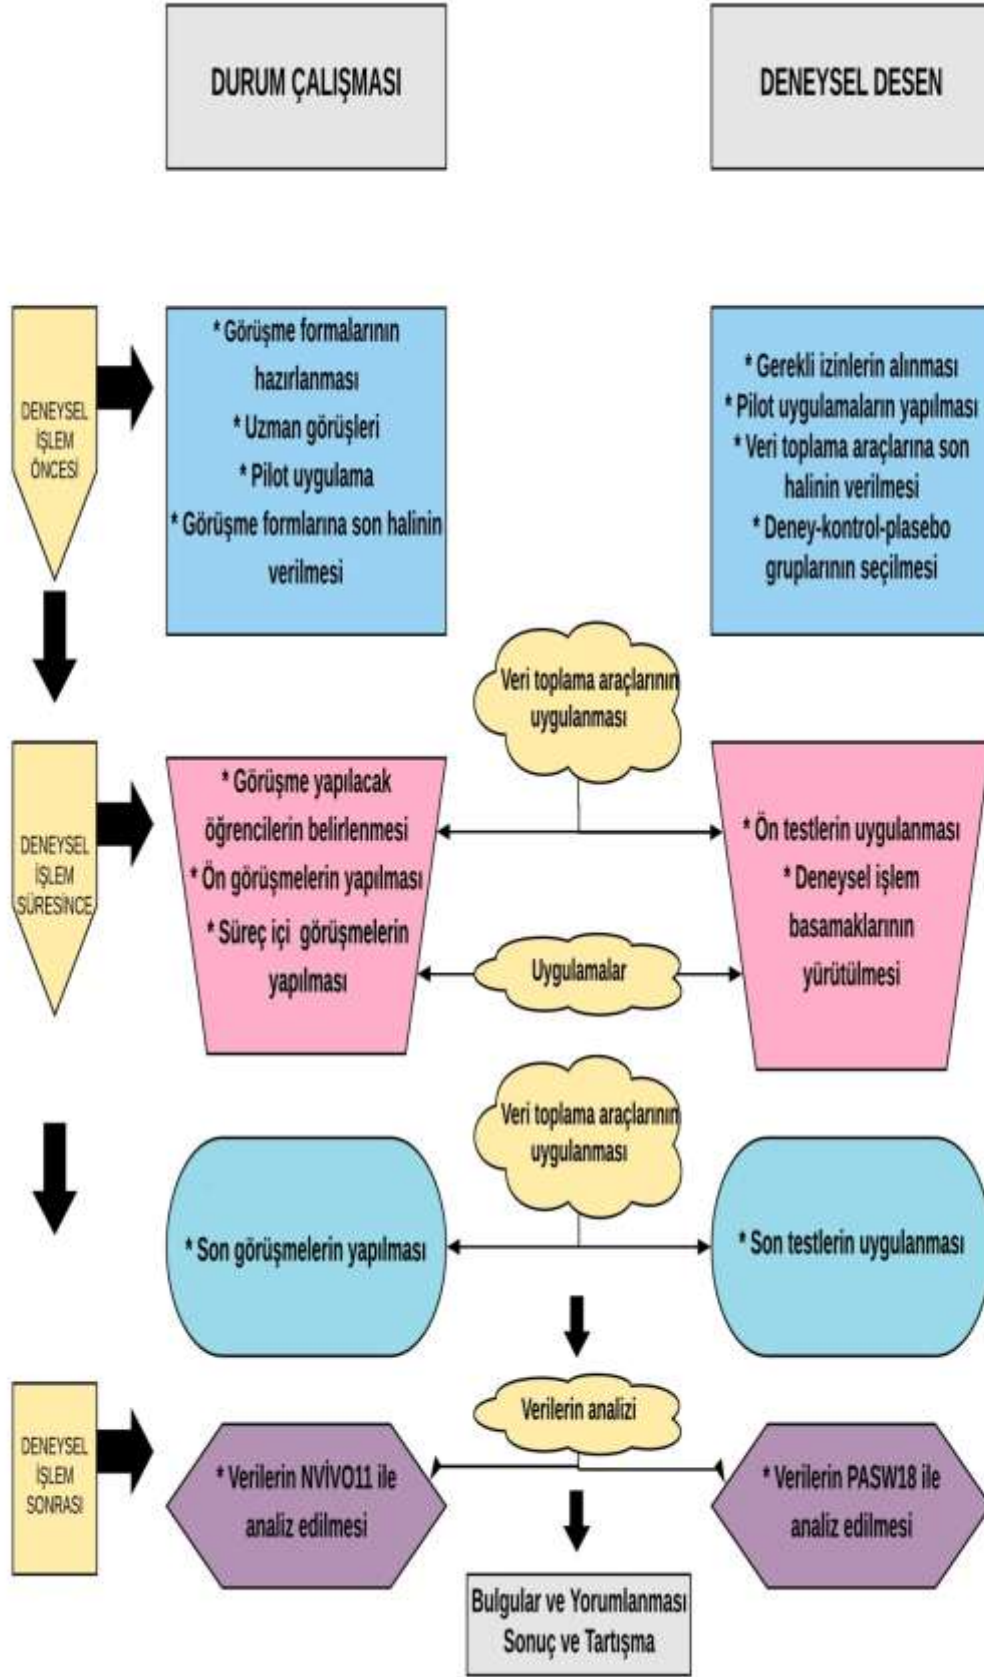 DURUM ÇALIŞMASI
DENEYSEL DESEN
DENEYSEL
İŞLEM
ÖNCESİ
* Görüşme formalarının
hazırlanması
* Uzman görüşleri
* Pilot uygulama
* Görüşme formlarına son halinin
verilmesi
* Gerekli izinlerin alınması
* Pilot uygulamaların yapılması
* Veri toplama araçlarına son
halinin verilmesi
* Deney-kontrol-plasebo
gruplarının seçilmesi
Veri toplama araçlarının
uygulanması
DENEYSEL
İŞLEM
SÜRESİNCE
* Görüşme yapılacak
öğrencilerin belirlenmesi
* Ön görüşmelerin yapılması
* Süreç içi görüşmelerin
yapılması
* Ön testlerin uygulanması
* Deneysel işlem
basamaklarının
yürütülmesi
Uygulamalar
Veri toplama araçlarının
uygulanması
* Son görüşmelerin yapılması
* Son testlerin uygulanması
Verilerin analizi
DENEYSEL
İŞLEM
SONRASI
* Verilerin NVİVO11 ile
analiz edilmesi
* Verilerin PASW18 ile
analiz edilmesi
Bulgular ve Yorumlanması
Sonuç ve Tartışma